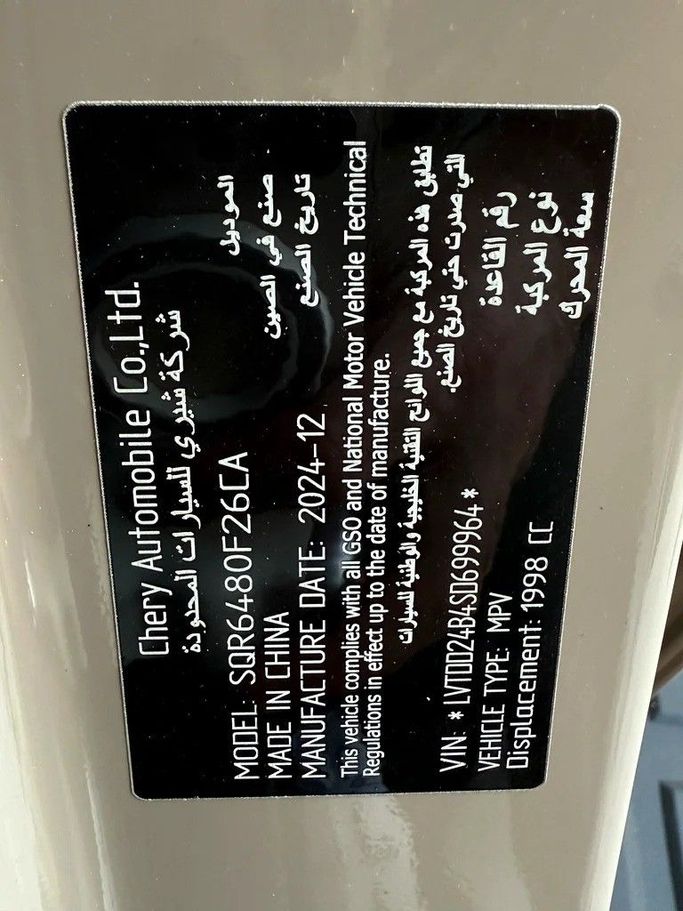 Chery Automobile Co.,Ltd.
شركة شيري للسيارات المحدودة
MODEL: SQR6480F26CA الموديل
MADE IN CHINA صنع في الصين
MANUFACTURE DATE: 2024-12 تاريخ الصنع
This vehicle complies with all GSO and National Motor Vehicle Technical
Regulations in effect up to the date of manufacture.
تطابق هذه المركبة مع جميع اللوائح التقنية الخليجية والوطنية للسيارات
التي صدرت حتي تاريخ الصنع.
VIN: *LVTDD24B4SD699964* رقم القاعدة
VEHICLE TYPE: MPV نوع المركبة
Displacement: 1998 CC سعة المحرك